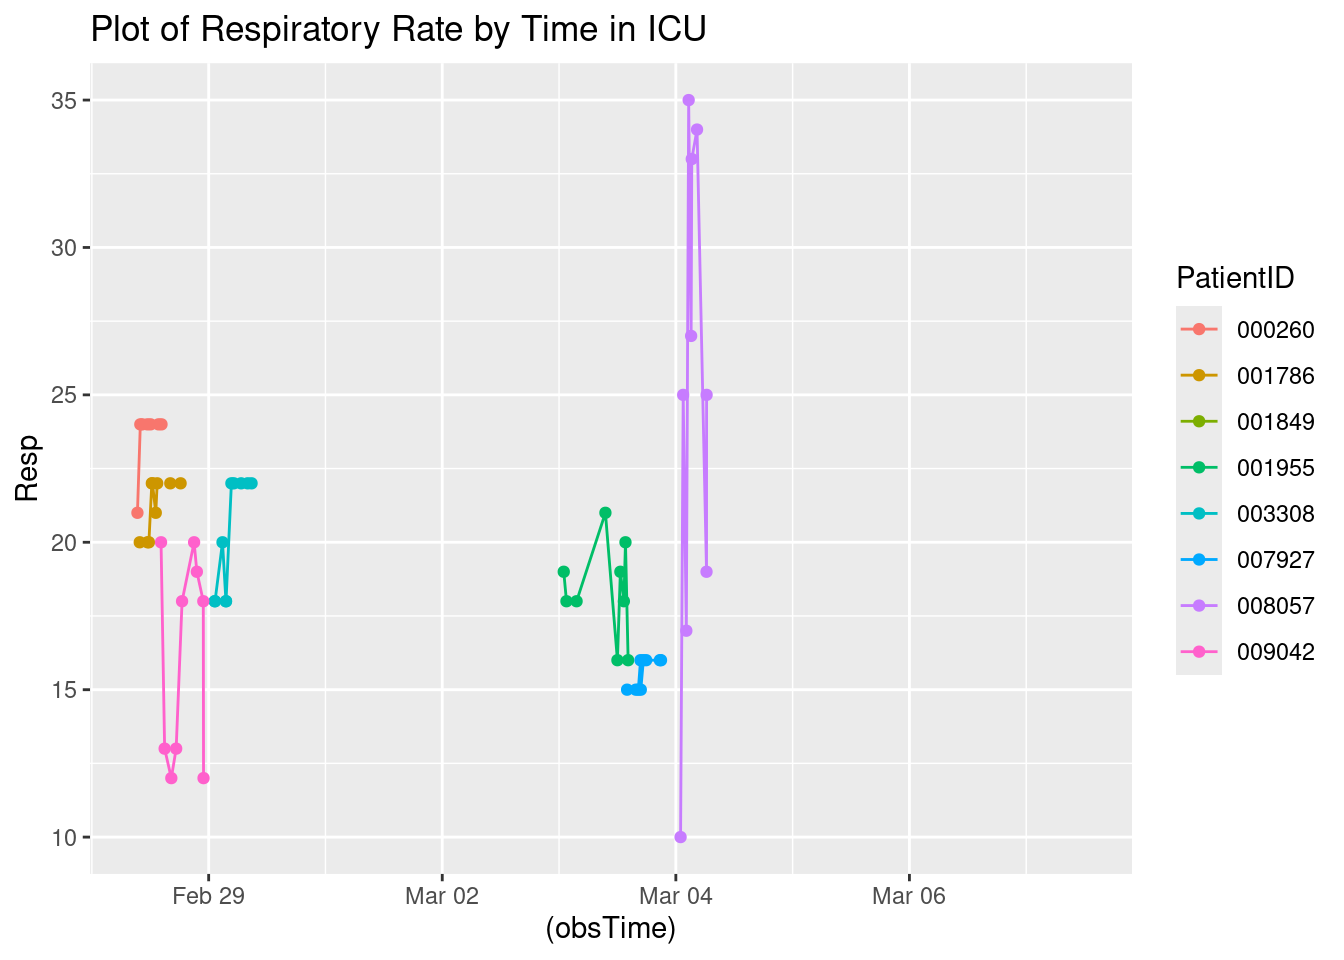 Plot of Respiratory Rate by Time in ICU
35
30
25
20
15
10
Resp
Feb 29 Mar 02 Mar 04 Mar 06
(obsTime)
PatientID
000260
001786
001849
001955
003308
007927
008057
009042